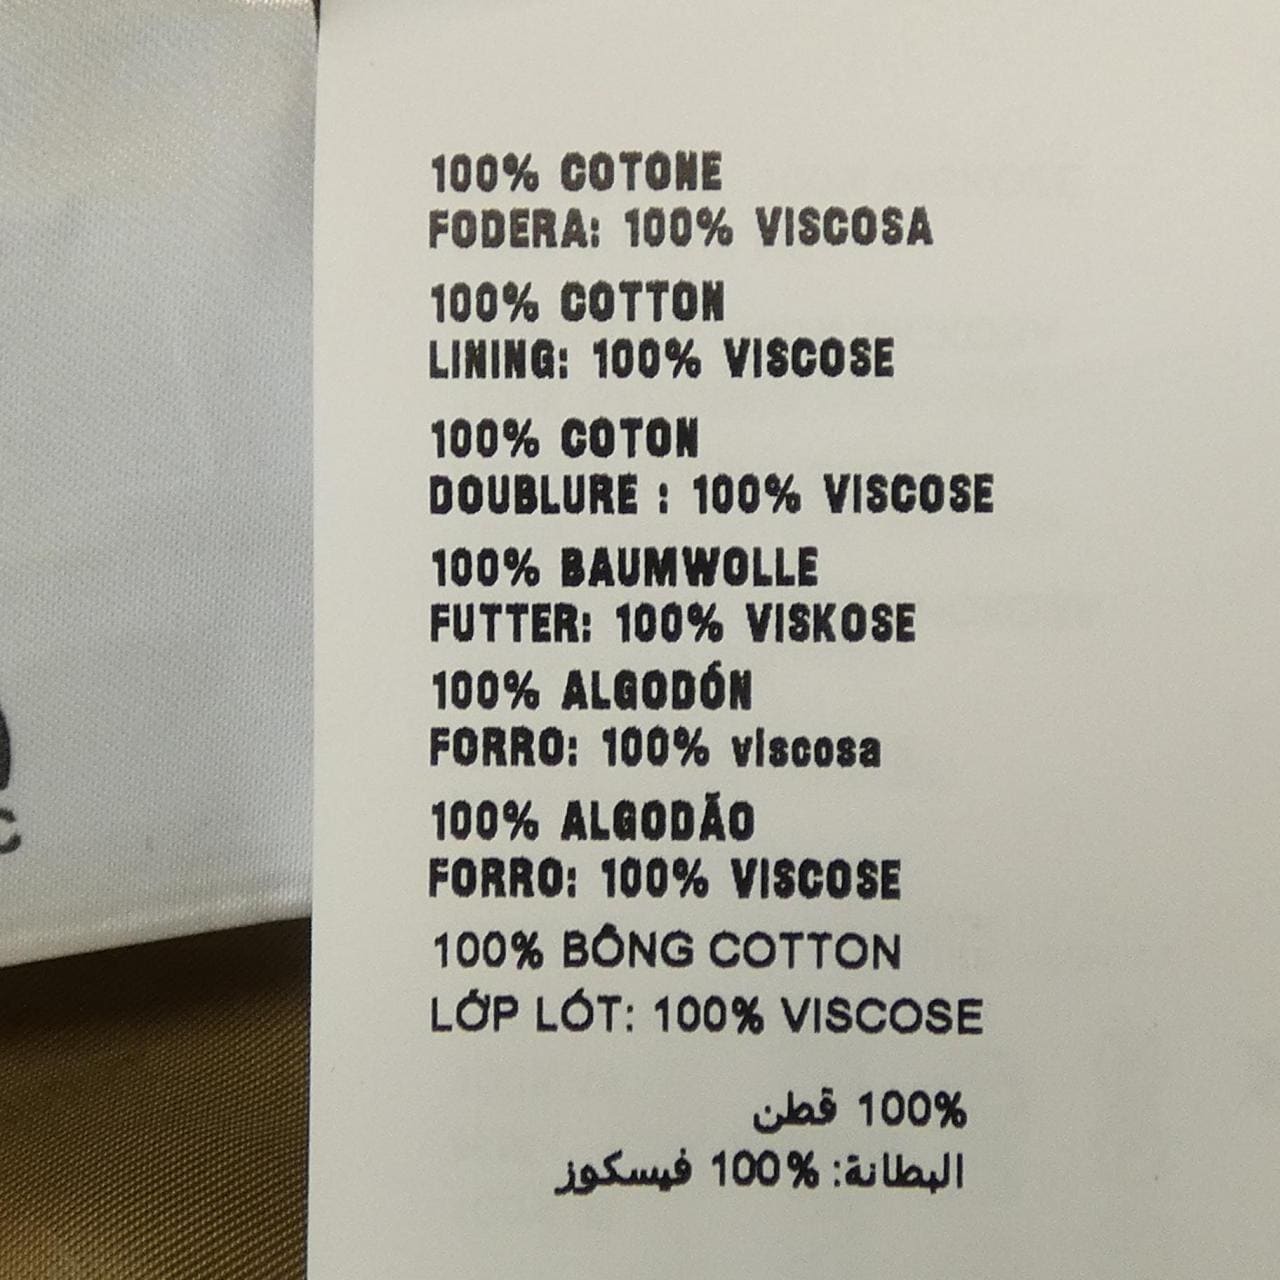 100% COTONE
FODERA: 100% VISCOSA
100% COTTON
LINING: 100% VISCOSE
100% COTON
DOUBLURE : 100% VISCOSE
100% BAUMWOLLE
FUTTER: 100% VISKOSE
100% ALGODÓN
FORRO: 100% viscosa
100% ALGODÃO
FORRO: 100% VISCOSE
100% BÔNG COTTON
LỚP LÓT: 100% VISCOSE
100% قطن
البطانة: 100% فيسكوز